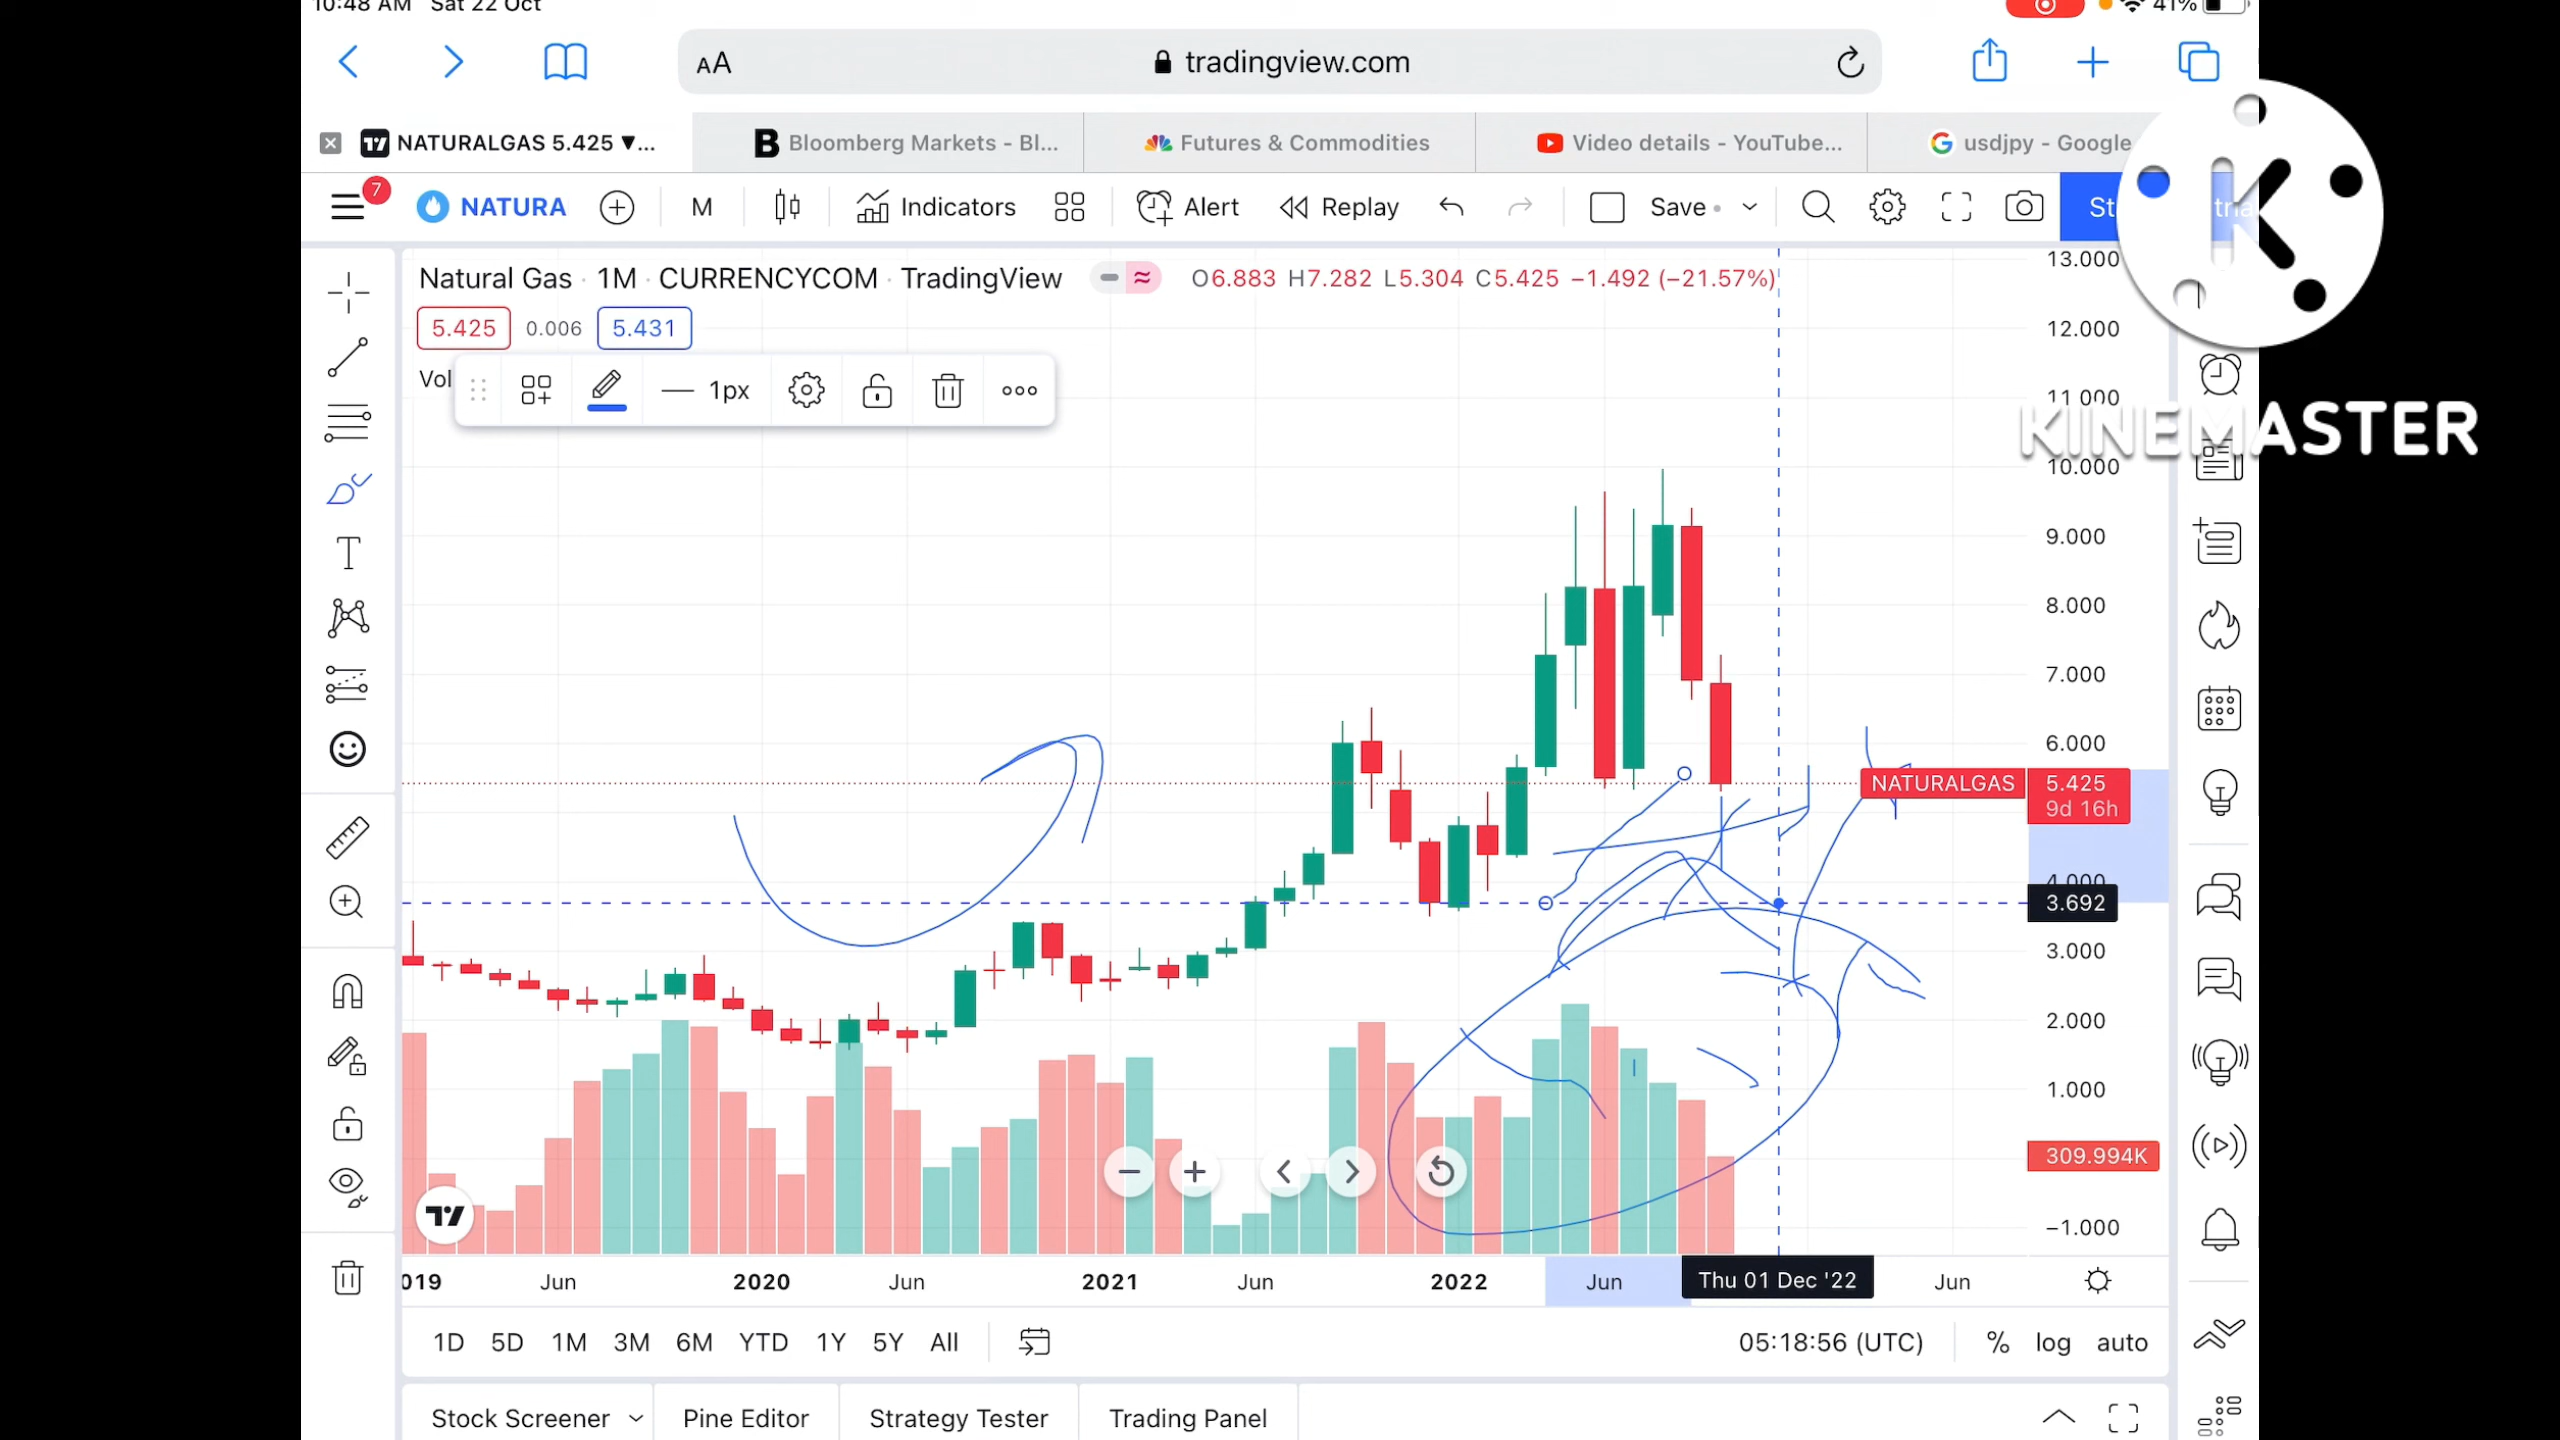 10:48 AM Sat 22 Oct
41%
AA
tradingview.com
NATURALGAS 5.425 ▼...
B Bloomberg Markets - Bl...
Futures & Commodities
Video details - YouTube...
usdjpy - Google
7
NATURA
M
Indicators
Alert
Replay
Save
K
Natural Gas · 1M · CURRENCYCOM · TradingView
O6.883 H7.282 L5.304 C5.425 −1.492 (−21.57%)
5.425
0.006
5.431
Vol
1px
KINEMASTER
13.000
12.000
11.000
10.000
9.000
8.000
7.000
6.000
NATURALGAS
5.425
9d 16h
4.000
3.692
3.000
2.000
1.000
309.994K
−1.000
019
Jun
2020
Jun
2021
Jun
2022
Jun
Thu 01 Dec '22
Jun
1D
5D
1M
3M
6M
YTD
1Y
5Y
All
05:18:56 (UTC)
%
log
auto
Stock Screener
Pine Editor
Strategy Tester
Trading Panel